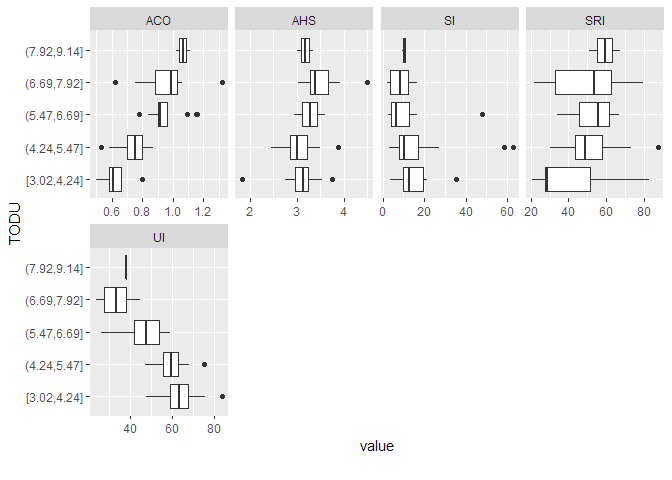 ACO AHS SI SRI
(7.92,9.14]
(6.69,7.92]
(5.47,6.69]
(4.24,5.47]
[3.02,4.24]
0.6 0.8 1.0 1.2 2 3 4 0 20 40 60 20 40 60 80
TODU
UI
(7.92,9.14]
(6.69,7.92]
(5.47,6.69]
(4.24,5.47]
[3.02,4.24]
40 60 80
value